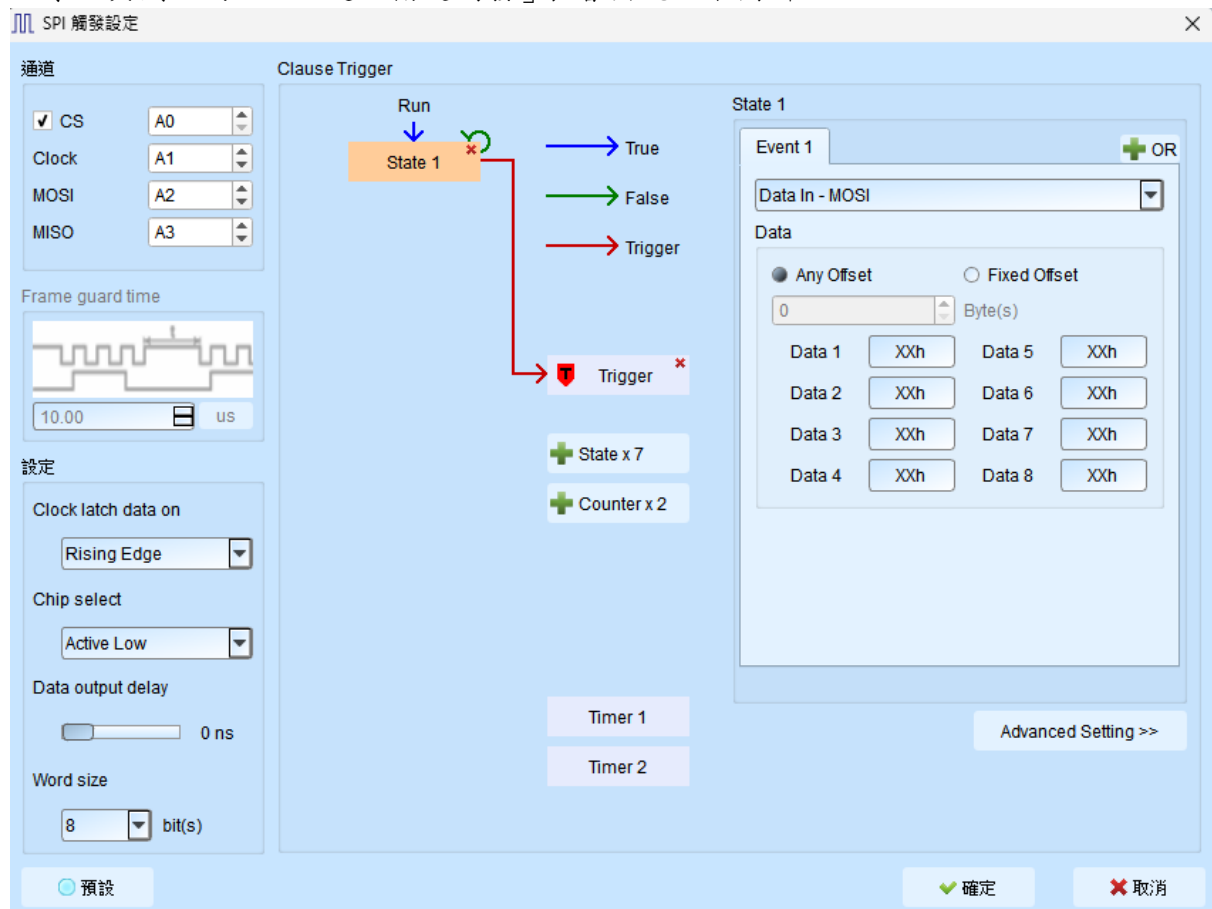 SPI 觸發設定
通道
CS A0
Clock A1
MOSI A2
MISO A3
Frame guard time
t
10.00 us
設定
Clock latch data on
Rising Edge
Chip select
Active Low
Data output delay
0 ns
Word size
8 bit(s)
預設
Clause Trigger
Run
State 1
True
False
Trigger
T Trigger
State x 7
Counter x 2
Timer 1
Timer 2
State 1
Event 1 OR
Data In - MOSI
Data
Any Offset Fixed Offset
0 Byte(s)
Data 1 XXh Data 5 XXh
Data 2 XXh Data 6 XXh
Data 3 XXh Data 7 XXh
Data 4 XXh Data 8 XXh
Advanced Setting >>
確定 取消